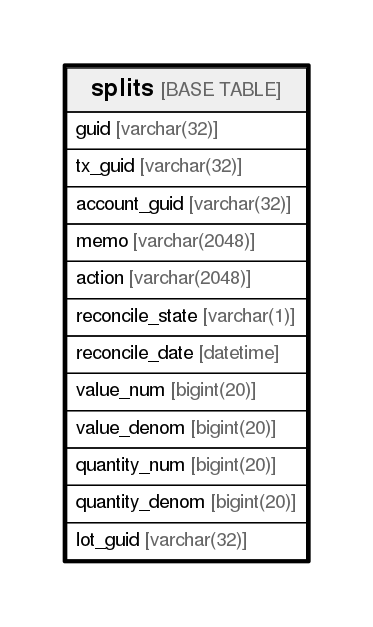 splits [BASE TABLE]
guid [varchar(32)]
tx_guid [varchar(32)]
account_guid [varchar(32)]
memo [varchar(2048)]
action [varchar(2048)]
reconcile_state [varchar(1)]
reconcile_date [datetime]
value_num [bigint(20)]
value_denom [bigint(20)]
quantity_num [bigint(20)]
quantity_denom [bigint(20)]
lot_guid [varchar(32)]